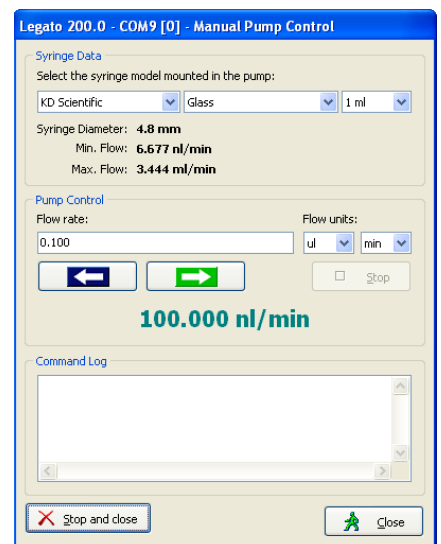 Legato 200.0 - COM9 [0] - Manual Pump Control
Syringe Data
Select the syringe model mounted in the pump:
KD Scientific Glass 1 ml
Syringe Diameter: 4.8 mm
Min. Flow: 6.677 nl/min
Max. Flow: 3.444 ml/min
Pump Control
Flow rate: Flow units:
0.100 ul min
Stop
100.000 nl/min
Command Log
Stop and close Close